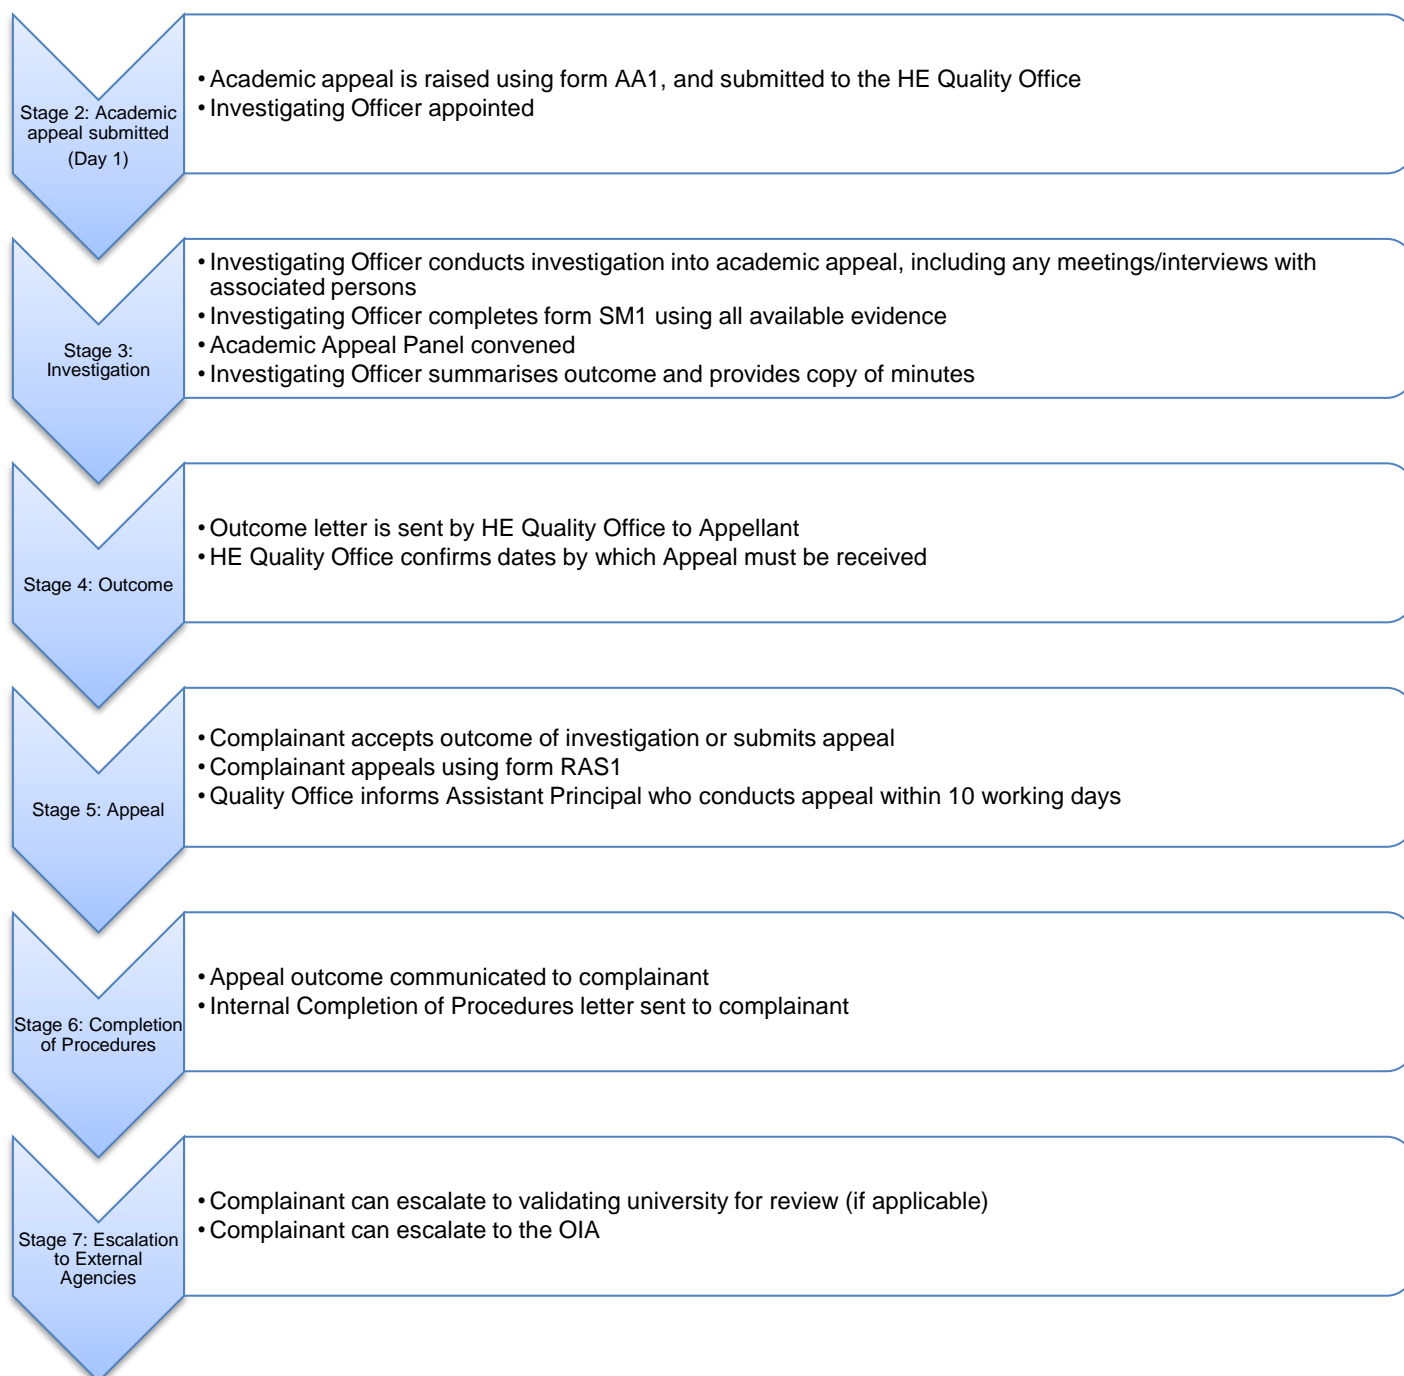 Stage 2: Academic
appeal submitted
(Day 1)
• Academic appeal is raised using form AA1, and submitted to the HE Quality Office
• Investigating Officer appointed
Stage 3:
Investigation
• Investigating Officer conducts investigation into academic appeal, including any meetings/interviews with
associated persons
• Investigating Officer completes form SM1 using all available evidence
• Academic Appeal Panel convened
• Investigating Officer summarises outcome and provides copy of minutes
Stage 4: Outcome
• Outcome letter is sent by HE Quality Office to Appellant
• HE Quality Office confirms dates by which Appeal must be received
Stage 5: Appeal
• Complainant accepts outcome of investigation or submits appeal
• Complainant appeals using form RAS1
• Quality Office informs Assistant Principal who conducts appeal within 10 working days
Stage 6: Completion
of Procedures
• Appeal outcome communicated to complainant
• Internal Completion of Procedures letter sent to complainant
Stage 7: Escalation
to External
Agencies
• Complainant can escalate to validating university for review (if applicable)
• Complainant can escalate to the OIA